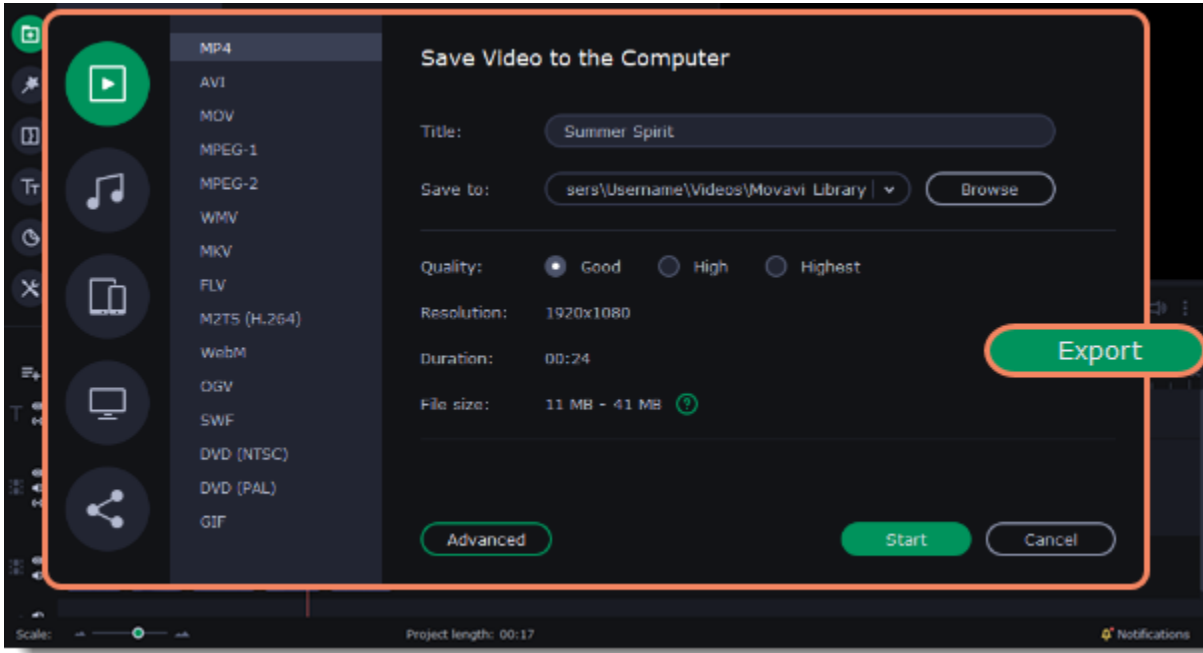 MP4
AVI
MOV
MPEG-1
MPEG-2
WMV
MKV
FLV
M2TS (H.264)
WebM
OGV
SWF
DVD (NTSC)
DVD (PAL)
GIF
Save Video to the Computer
Title: Summer Spirit
Save to: sers\Username\Videos\Movavi Library Browse
Quality: Good High Highest
Resolution: 1920x1080
Duration: 00:24
File size: 11 MB - 41 MB ?
Advanced Start Cancel
Export
Tт
T
Scale: Project length: 00:17 Notifications